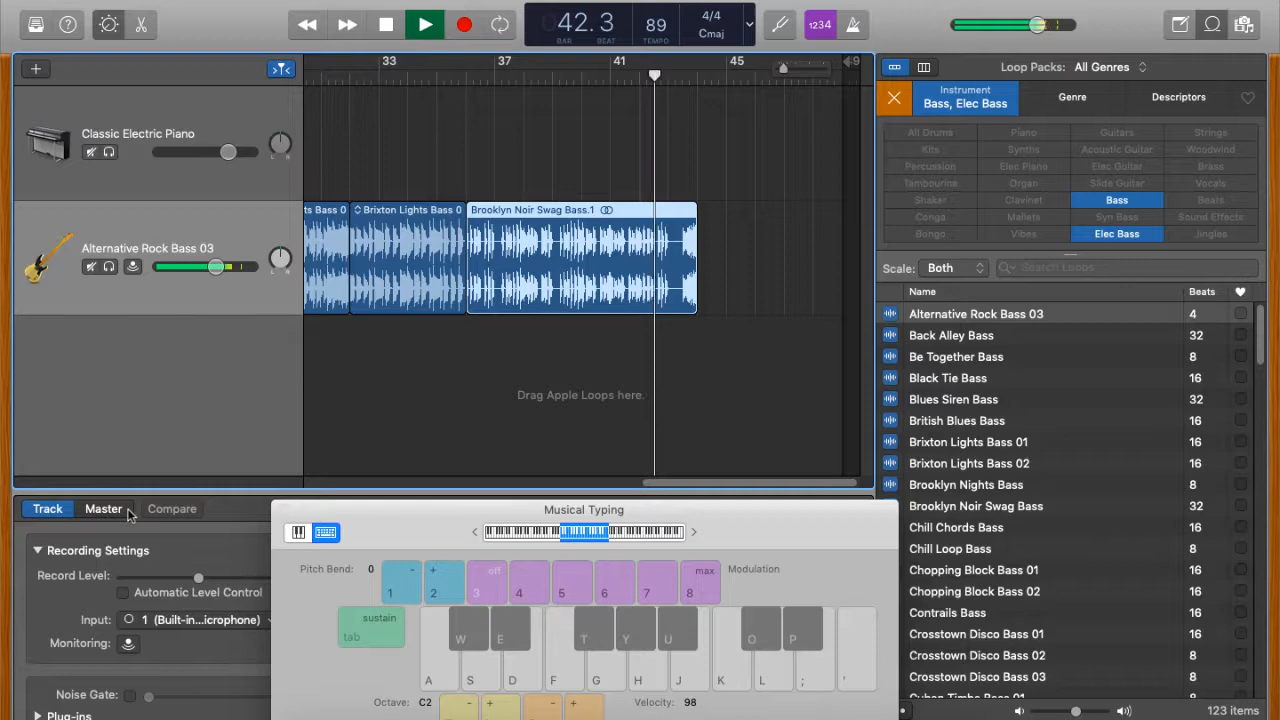 42.3
BAR
BEAT
89
TEMPO
4/4
Cmaj
1234
33
37
41
45
Loop Packs: All Genres
Instrument
Bass, Elec Bass
Genre
Descriptors
All Drums Piano Guitars Strings
Kits Synths Acoustic Guitar Woodwind
Percussion Elec Piano Elec Guitar Brass
Tambourine Organ Slide Guitar Vocals
Shaker Clavinet Bass Beats
Conga Mallets Syn Bass Sound Effects
Bongo Vibes Elec Bass Jingles
Scale: Both
Search Loops
Name Beats
Alternative Rock Bass 03 4
Back Alley Bass 32
Be Together Bass 8
Black Tie Bass 16
Blues Siren Bass 32
British Blues Bass 16
Brixton Lights Bass 01 16
Brixton Lights Bass 02 16
Brooklyn Nights Bass 8
Brooklyn Noir Swag Bass 32
Chill Chords Bass 16
Chill Loop Bass 8
Chopping Block Bass 01 16
Chopping Block Bass 02 16
Contrails Bass 8
Crosstown Disco Bass 01 16
Crosstown Disco Bass 02 8
Crosstown Disco Bass 03 8
123 items
Classic Electric Piano
L R
Alternative Rock Bass 03
L R
ts Bass 0
Brixton Lights Bass 0
Brooklyn Noir Swag Bass.1
Drag Apple Loops here.
Track Master Compare
Recording Settings
Record Level:
Automatic Level Control
Input: 1 (Built-in...icrophone)
Monitoring:
Noise Gate:
Plug-ins
Musical Typing
Pitch Bend: 0
- + off max
1 2 3 4 5 6 7 8
Modulation
sustain
tab
W E T Y U O P
A S D F G H J K L ; '
Octave: C2
- + - +
Velocity: 98